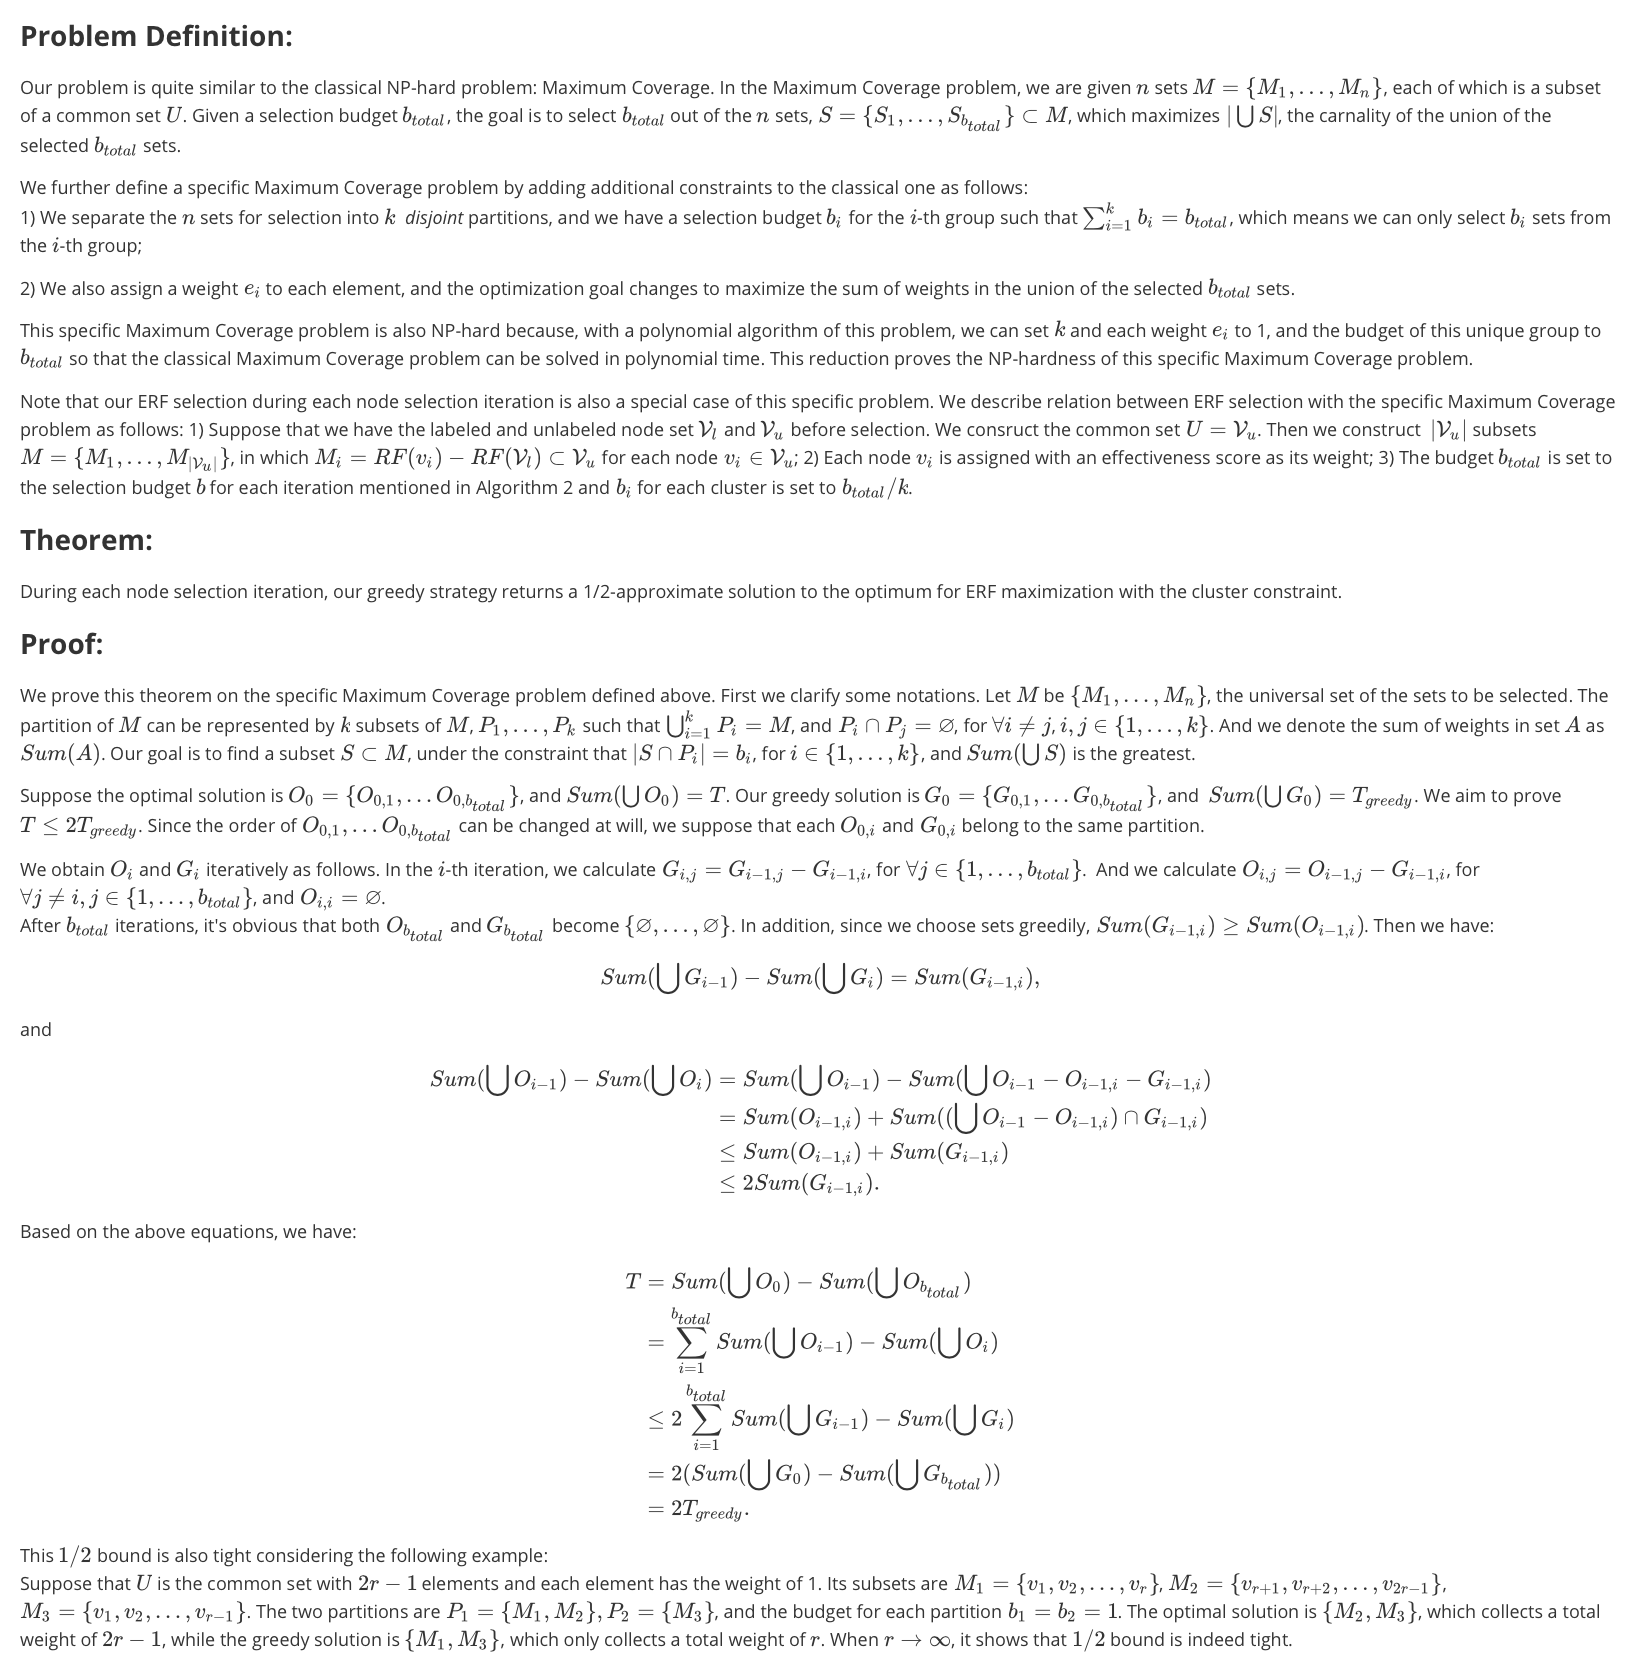 Problem Definition:
Our problem is quite similar to the classical NP-hard problem: Maximum Coverage. In the Maximum Coverage problem, we are given $n$ sets $M = \{M_1, \ldots, M_n\}$, each of which is a subset
of a common set $U$. Given a selection budget $b_{total}$, the goal is to select $b_{total}$ out of the $n$ sets, $S = \{S_1, \ldots, S_{b_{total}}\} \subset M$, which maximizes $|\bigcup S|$, the carnality of the union of the
selected $b_{total}$ sets.
We further define a specific Maximum Coverage problem by adding additional constraints to the classical one as follows:
1) We separate the $n$ sets for selection into $k$ disjoint partitions, and we have a selection budget $b_i$ for the $i$-th group such that $\sum_{i=1}^{k} b_i = b_{total}$, which means we can only select $b_i$ sets from
the $i$-th group;
2) We also assign a weight $e_i$ to each element, and the optimization goal changes to maximize the sum of weights in the union of the selected $b_{total}$ sets.
This specific Maximum Coverage problem is also NP-hard because, with a polynomial algorithm of this problem, we can set $k$ and each weight $e_i$ to 1, and the budget of this unique group to
$b_{total}$ so that the classical Maximum Coverage problem can be solved in polynomial time. This reduction proves the NP-hardness of this specific Maximum Coverage problem.
Note that our ERF selection during each node selection iteration is also a special case of this specific problem. We describe relation between ERF selection with the specific Maximum Coverage
problem as follows: 1) Suppose that we have the labeled and unlabeled node set $\mathcal{V}_l$ and $\mathcal{V}_u$ before selection. We consruct the common set $U = \mathcal{V}_u$. Then we construct $|\mathcal{V}_u|$ subsets
$M = \{M_1, \ldots, M_{|\mathcal{V}_u|}\}$, in which $M_i = RF(v_i) - RF(\mathcal{V}_l) \subset \mathcal{V}_u$ for each node $v_i \in \mathcal{V}_u$; 2) Each node $v_i$ is assigned with an effectiveness score as its weight; 3) The budget $b_{total}$ is set to
the selection budget $b$ for each iteration mentioned in Algorithm 2 and $b_i$ for each cluster is set to $b_{total}/k$.
Theorem:
During each node selection iteration, our greedy strategy returns a 1/2-approximate solution to the optimum for ERF maximization with the cluster constraint.
Proof:
We prove this theorem on the specific Maximum Coverage problem defined above. First we clarify some notations. Let $M$ be $\{M_1, \ldots, M_n\}$, the universal set of the sets to be selected. The
partition of $M$ can be represented by $k$ subsets of $M$, $P_1, \ldots, P_k$ such that $\bigcup_{i=1}^{k} P_i = M$, and $P_i \cap P_j = \varnothing$, for $\forall i \neq j, i, j \in \{1, \ldots, k\}$. And we denote the sum of weights in set $A$ as
$Sum(A)$. Our goal is to find a subset $S \subset M$, under the constraint that $|S \cap P_i| = b_i$, for $i \in \{1, \ldots, k\}$, and $Sum(\bigcup S)$ is the greatest.
Suppose the optimal solution is $O_0 = \{O_{0,1}, \ldots O_{0,b_{total}}\}$, and $Sum(\bigcup O_0) = T$. Our greedy solution is $G_0 = \{G_{0,1}, \ldots G_{0,b_{total}}\}$, and $Sum(\bigcup G_0) = T_{greedy}$. We aim to prove
$T \leq 2T_{greedy}$. Since the order of $O_{0,1}, \ldots O_{0,b_{total}}$ can be changed at will, we suppose that each $O_{0,i}$ and $G_{0,i}$ belong to the same partition.
We obtain $O_i$ and $G_i$ iteratively as follows. In the $i$-th iteration, we calculate $G_{i,j} = G_{i-1,j} - G_{i-1,i}$, for $\forall j \in \{1, \ldots, b_{total}\}$. And we calculate $O_{i,j} = O_{i-1,j} - G_{i-1,i}$, for
$\forall j \neq i, j \in \{1, \ldots, b_{total}\}$, and $O_{i,i} = \varnothing$.
After $b_{total}$ iterations, it's obvious that both $O_{b_{total}}$ and $G_{b_{total}}$ become $\{\varnothing, \ldots, \varnothing\}$. In addition, since we choose sets greedily, $Sum(G_{i-1,i}) \geq Sum(O_{i-1,i})$. Then we have:
$Sum(\bigcup G_{i-1}) - Sum(\bigcup G_i) = Sum(G_{i-1,i}),$
and
$Sum(\bigcup O_{i-1}) - Sum(\bigcup O_i) = Sum(\bigcup O_{i-1}) - Sum(\bigcup O_{i-1} - O_{i-1,i} - G_{i-1,i})$
$= Sum(O_{i-1,i}) + Sum((\bigcup O_{i-1} - O_{i-1,i}) \cap G_{i-1,i})$
$\leq Sum(O_{i-1,i}) + Sum(G_{i-1,i})$
$\leq 2Sum(G_{i-1,i}).$
Based on the above equations, we have:
$T = Sum(\bigcup O_0) - Sum(\bigcup O_{b_{total}})$
$= \sum_{i=1}^{b_{total}} Sum(\bigcup O_{i-1}) - Sum(\bigcup O_i)$
$\leq 2 \sum_{i=1}^{b_{total}} Sum(\bigcup G_{i-1}) - Sum(\bigcup G_i)$
$= 2(Sum(\bigcup G_0) - Sum(\bigcup G_{b_{total}}))$
$= 2T_{greedy}.$
This $1/2$ bound is also tight considering the following example:
Suppose that $U$ is the common set with $2r - 1$ elements and each element has the weight of 1. Its subsets are $M_1 = \{v_1, v_2, \ldots, v_r\}$, $M_2 = \{v_{r+1}, v_{r+2}, \ldots, v_{2r-1}\}$,
$M_3 = \{v_1, v_2, \ldots, v_{r-1}\}$. The two partitions are $P_1 = \{M_1, M_2\}, P_2 = \{M_3\}$, and the budget for each partition $b_1 = b_2 = 1$. The optimal solution is $\{M_2, M_3\}$, which collects a total
weight of $2r - 1$, while the greedy solution is $\{M_1, M_3\}$, which only collects a total weight of $r$. When $r \to \infty$, it shows that $1/2$ bound is indeed tight.